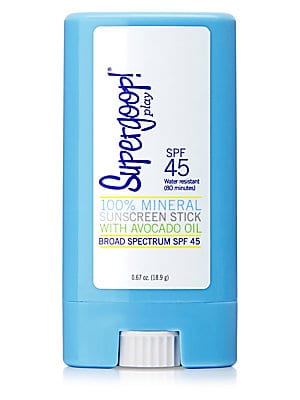 Supergoop!
play
SPF
45
Water resistant
(80 minutes)
100% MINERAL
SUNSCREEN STICK
WITH AVOCADO OIL
BROAD SPECTRUM SPF 45
0.67 oz. (18.9 g)